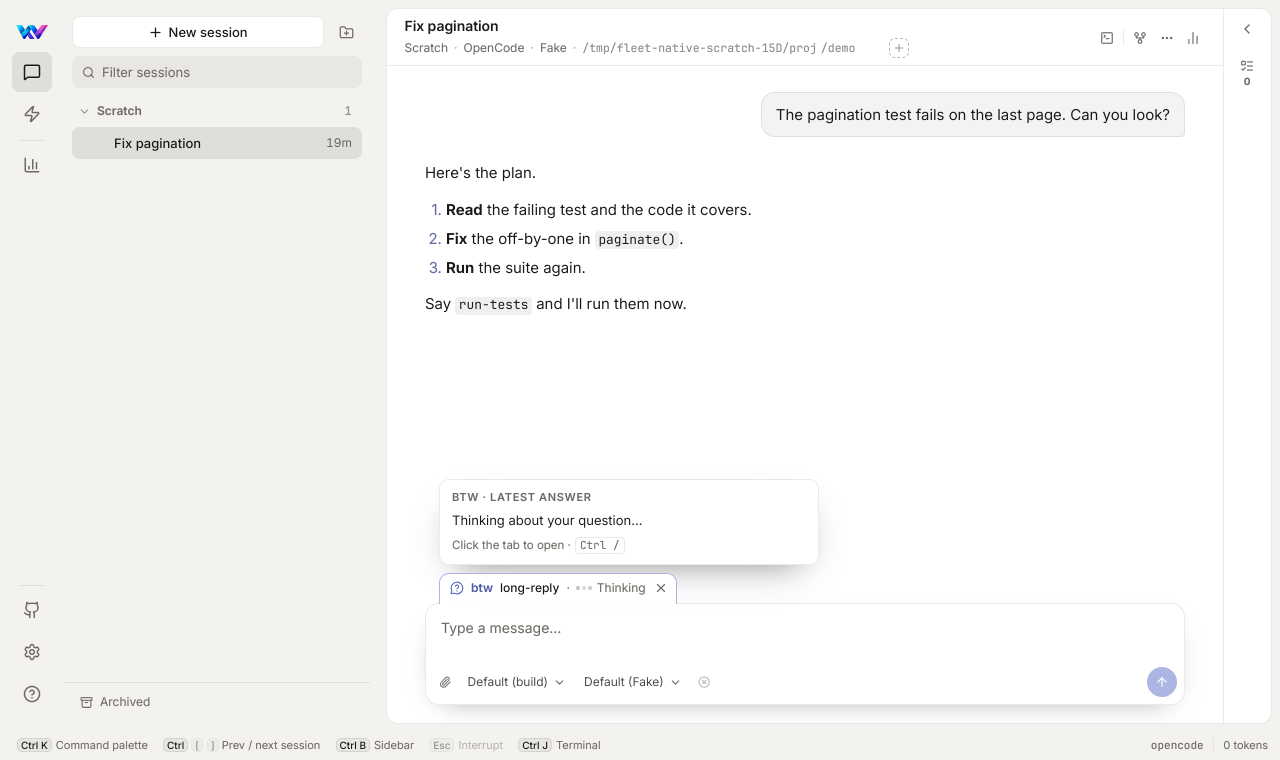 New session
Filter sessions
Scratch 1
Fix pagination 19m
Archived
Fix pagination
Scratch · OpenCode · Fake · /tmp/fleet-native-scratch-15D/proj/demo
0
The pagination test fails on the last page. Can you look?
Here's the plan.
1. Read the failing test and the code it covers.
2. Fix the off-by-one in paginate().
3. Run the suite again.
Say run-tests and I'll run them now.
BTW · LATEST ANSWER
Thinking about your question...
Click the tab to open · Ctrl /
btw long-reply · Thinking
Type a message...
Default (build) Default (Fake)
Ctrl K Command palette · Ctrl [ ] Prev / next session · Ctrl B Sidebar · Esc Interrupt · Ctrl J Terminal
opencode 0 tokens